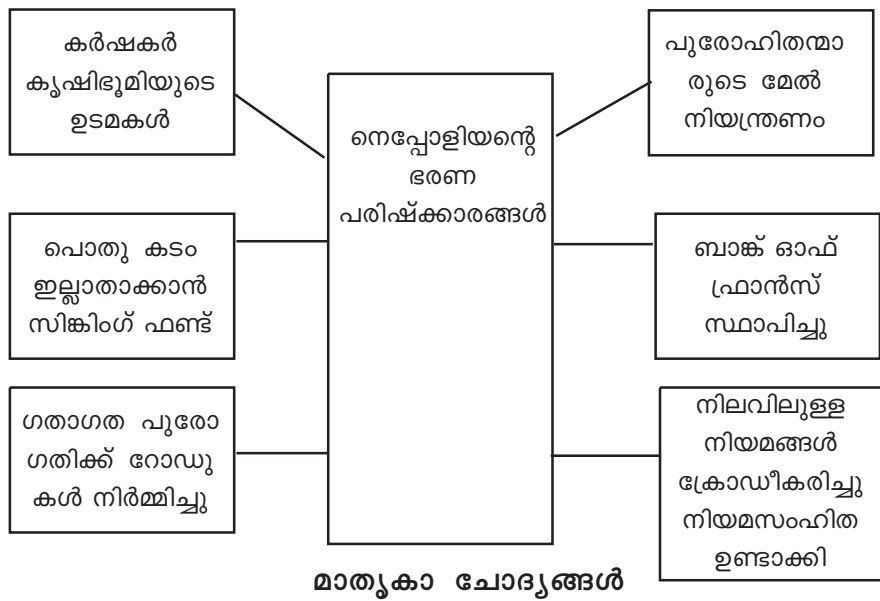 കർഷകർ
കൃഷിഭൂമിയുടെ
ഉടമകൾ
നെപ്പോളിയന്റെ
ഭരണ
പരിഷ്ക്കാരങ്ങൾ
പുരോഹിതന്മാ
രുടെ മേൽ
നിയന്ത്രണം
പൊതു കടം
ഇല്ലാതാക്കാൻ
സിങ്കിംഗ് ഫണ്ട്
ബാങ്ക് ഓഫ്
ഫ്രാൻസ്
സ്ഥാപിച്ചു
ഗതാഗത പുരോ
ഗതിക്ക് റോഡു
കൾ നിർമ്മിച്ചു
നിലവിലുള്ള
നിയമങ്ങൾ
ക്രോഡീകരിച്ചു
നിയമസംഹിത
ഉണ്ടാക്കി
മാതൃകാ ചോദ്യങ്ങൾ